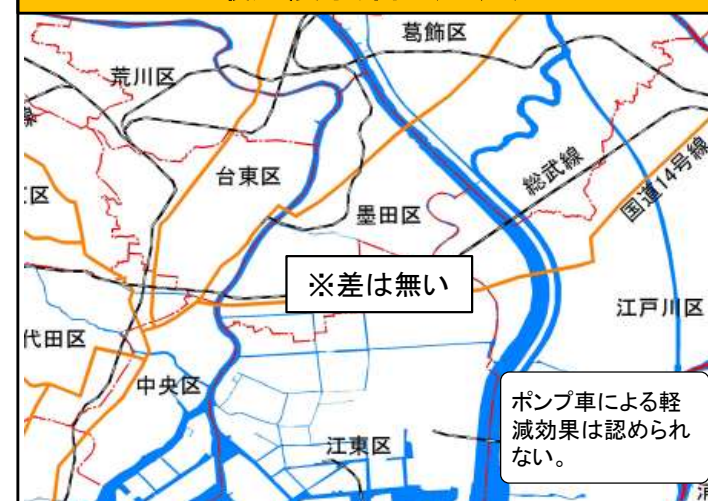 葛飾区
荒川区
台東区
総武線
国道14号線
区
墨田区
※差は無い
江戸川区
代田区
中央区
ポンプ車による軽
減効果は認められ
ない。
江東区